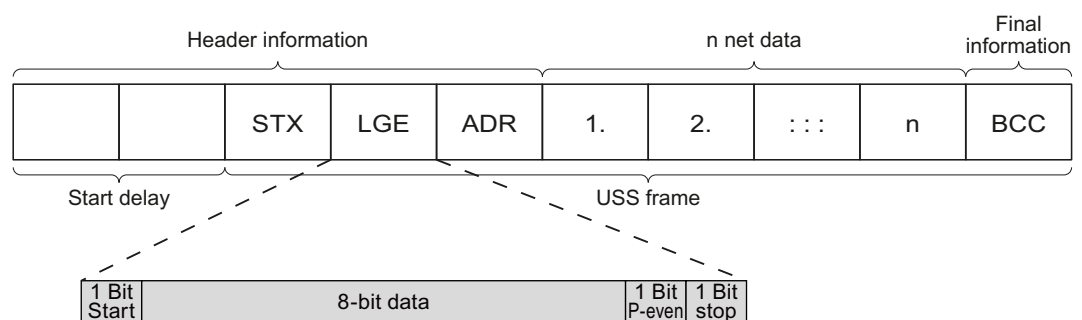 Header information
n net data
Final
information
STX LGE ADR 1. 2. : : : n BCC
Start delay
USS frame
1 Bit
Start
8-bit data
1 Bit
P-even
1 Bit
stop